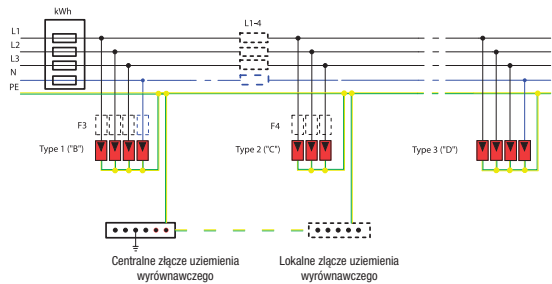 kWh
L1-4
L1
L2
L3
N
PE
F3
F4
Type 1 ("B")
Type 2 ("C")
Type 3 ("D")
Centralne złącze uziemienia
wyrównawczego
Lokalne złącze uziemienia
wyrównawczego